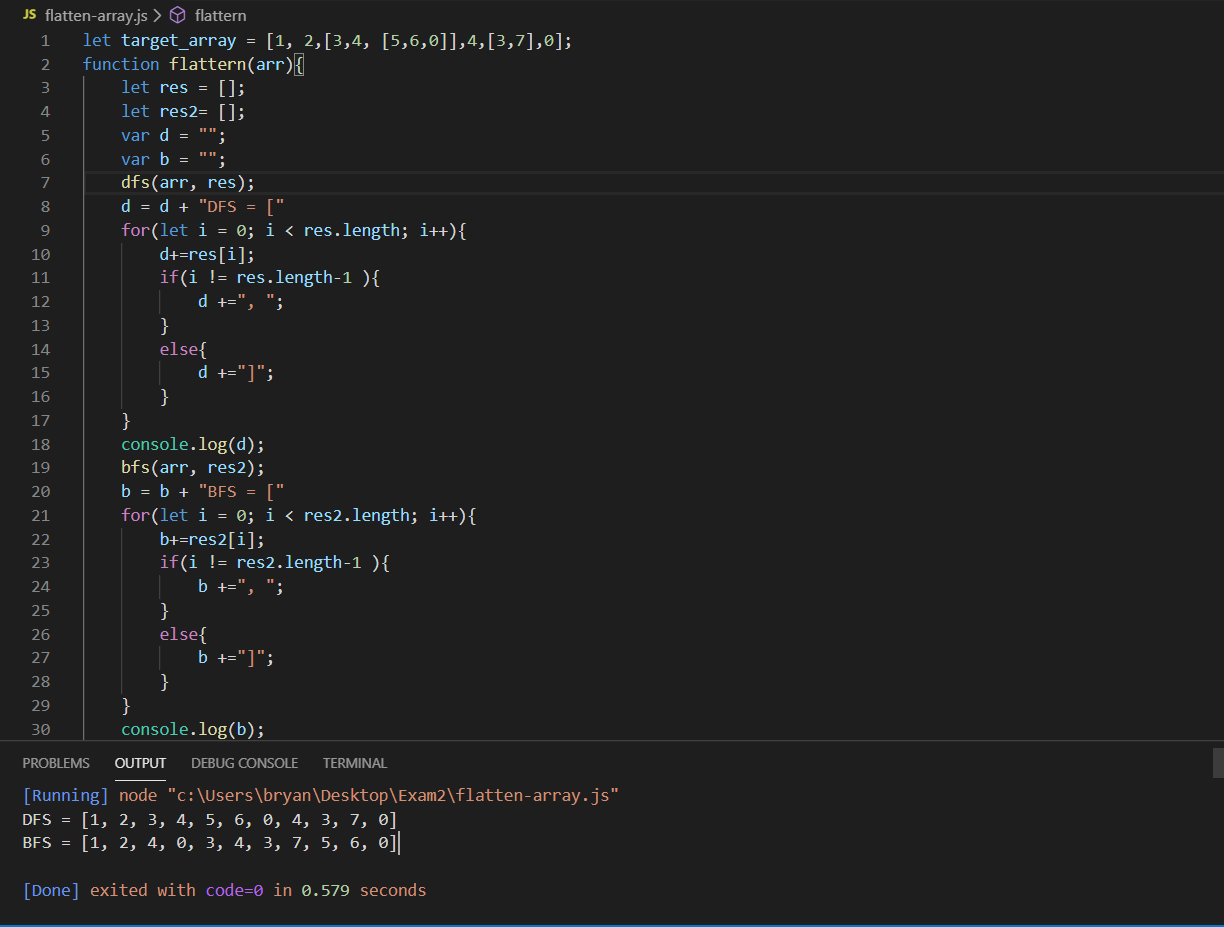 JS flatten-array.js > flattern
1 let target_array = [1, 2,[3,4, [5,6,0]],4,[3,7],0];
2 function flattern(arr){
3     let res = [];
4     let res2= [];
5     var d = "";
6     var b = "";
7     dfs(arr, res);
8     d = d + "DFS = ["
9     for(let i = 0; i < res.length; i++){
10         d+=res[i];
11         if(i != res.length-1 ){
12             d +=", ";
13         }
14         else{
15             d +="]";
16         }
17     }
18     console.log(d);
19     bfs(arr, res2);
20     b = b + "BFS = ["
21     for(let i = 0; i < res2.length; i++){
22         b+=res2[i];
23         if(i != res2.length-1 ){
24             b +=", ";
25         }
26         else{
27             b +="]";
28         }
29     }
30     console.log(b);
PROBLEMS OUTPUT DEBUG CONSOLE TERMINAL
[Running] node "c:\Users\bryan\Desktop\Exam2\flatten-array.js"
DFS = [1, 2, 3, 4, 5, 6, 0, 4, 3, 7, 0]
BFS = [1, 2, 4, 0, 3, 4, 3, 7, 5, 6, 0]
[Done] exited with code=0 in 0.579 seconds